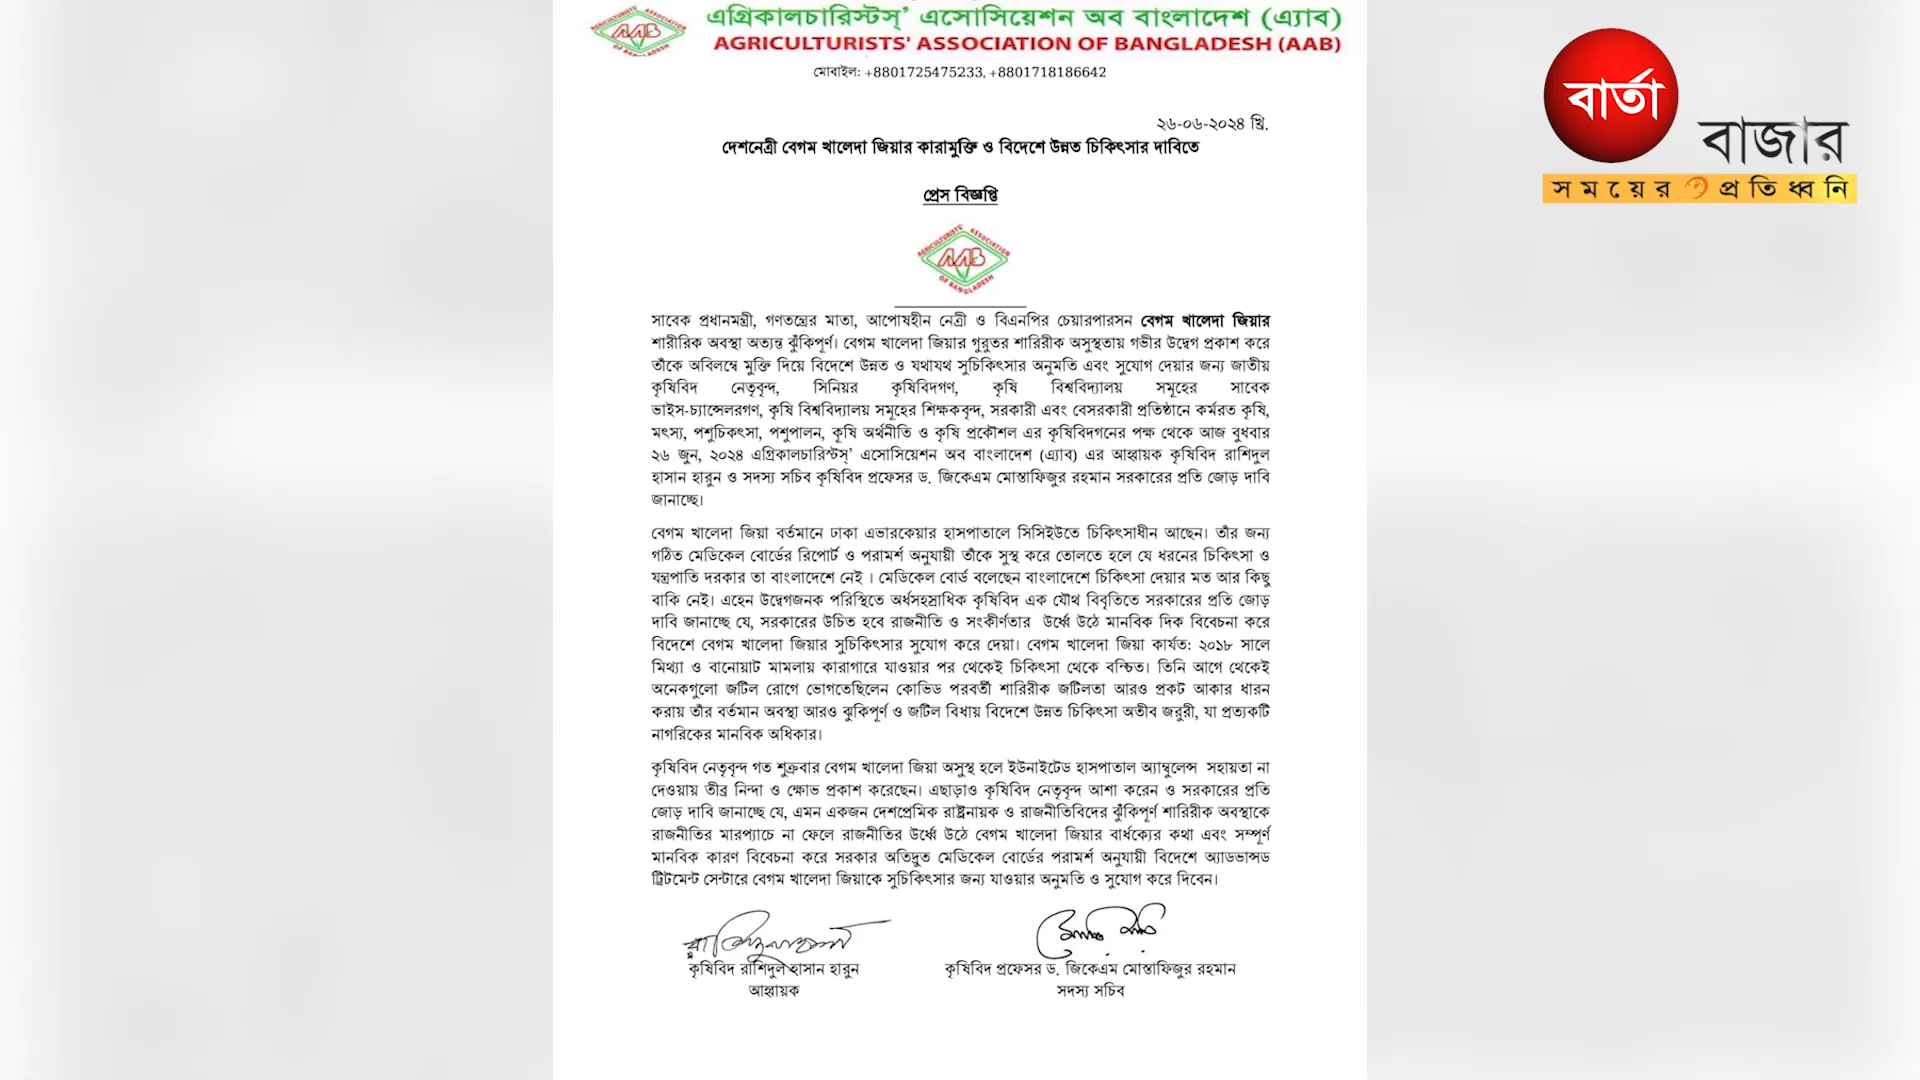 এগ্রিকালচারিস্টস্’ এসোসিয়েশন অব বাংলাদেশ (এ্যাব)
AGRICULTURISTS' ASSOCIATION OF BANGLADESH (AAB)
মোবাইল: +8801725475233, +8801718186642
বার্তা
বাজার
সময়ের প্রতিধ্বনি
২৬-০৬-২০২৪ খ্রি.
দেশনেত্রী বেগম খালেদা জিয়ার কারামুক্তি ও বিদেশে উন্নত চিকিৎসার দাবিতে
প্রেস বিজ্ঞপ্তি
AGRICULTURISTS' ASSOCIATION
AAB
OF BANGLADESH
সাবেক প্রধানমন্ত্রী, গণতন্ত্রের মাতা, আপোষহীন নেত্রী ও বিএনপির চেয়ারপারসন বেগম খালেদা জিয়ার
শারীরিক অবস্থা অত্যন্ত ঝুঁকিপূর্ণ। বেগম খালেদা জিয়ার গুরুতর শারিরীক অসুস্থতায় গভীর উদ্বেগ প্রকাশ করে
তাঁকে অবিলম্বে মুক্তি দিয়ে বিদেশে উন্নত ও যথাযথ সুচিকিৎসার অনুমতি এবং সুযোগ দেয়ার জন্য জাতীয়
কৃষিবিদ নেতৃবৃন্দ, সিনিয়র কৃষিবিদগণ, কৃষি বিশ্ববিদ্যালয় সমূহের সাবেক
ভাইস-চ্যান্সেলরগণ, কৃষি বিশ্ববিদ্যালয় সমূহের শিক্ষকবৃন্দ, সরকারী এবং বেসরকারী প্রতিষ্ঠানে কর্মরত কৃষি,
মৎস্য, পশুচিকৎসা, পশুপালন, কৃষি অর্থনীতি ও কৃষি প্রকৌশল এর কৃষিবিদগনের পক্ষ থেকে আজ বুধবার
২৬ জুন, ২০২৪ এগ্রিকালচারিস্টস্’ এসোসিয়েশন অব বাংলাদেশ (এ্যাব) এর আহ্বায়ক কৃষিবিদ রাশিদুল
হাসান হারুন ও সদস্য সচিব কৃষিবিদ প্রফেসর ড. জিকেএম মোস্তাফিজুর রহমান সরকারের প্রতি জোড় দাবি
জানাচ্ছে।
বেগম খালেদা জিয়া বর্তমানে ঢাকা এভারকেয়ার হাসপাতালে সিসিইউতে চিকিৎসাধীন আছেন। তাঁর জন্য
গঠিত মেডিকেল বোর্ডের রিপোর্ট ও পরামর্শ অনুযায়ী তাঁকে সুস্থ করে তোলতে হলে যে ধরনের চিকিৎসা ও
যন্ত্রপাতি দরকার তা বাংলাদেশে নেই । মেডিকেল বোর্ড বলেছেন বাংলাদেশে চিকিৎসা দেয়ার মত আর কিছু
বাকি নেই। এহেন উদ্বেগজনক পরিস্থিতে অর্ধসহস্রাধিক কৃষিবিদ এক যৌথ বিবৃতিতে সরকারের প্রতি জোড়
দাবি জানাচ্ছে যে, সরকারের উচিত হবে রাজনীতি ও সংকীর্ণতার উর্ধ্বে উঠে মানবিক দিক বিবেচনা করে
বিদেশে বেগম খালেদা জিয়ার সুচিকিৎসার সুযোগ করে দেয়া। বেগম খালেদা জিয়া কার্যত: ২০১৮ সালে
মিথ্যা ও বানোয়াট মামলায় কারাগারে যাওয়ার পর থেকেই চিকিৎসা থেকে বন্চিত। তিনি আগে থেকেই
অনেকগুলো জটিল রোগে ভোগতেছিলেন কোভিড পরবর্তী শারিরীক জটিলতা আরও প্রকট আকার ধারন
করায় তাঁর বর্তমান অবস্থা আরও ঝুকিপূর্ণ ও জটিল বিধায় বিদেশে উন্নত চিকিৎসা অতীব জরুরী, যা প্রত্যকটি
নাগরিকের মানবিক অধিকার।
কৃষিবিদ নেতৃবৃন্দ গত শুক্রবার বেগম খালেদা জিয়া অসুস্থ হলে ইউনাইটেড হাসপাতাল অ্যাম্বুলেন্স সহায়তা না
দেওয়ায় তীব্র নিন্দা ও ক্ষোভ প্রকাশ করেছেন। এছাড়াও কৃষিবিদ নেতৃবৃন্দ আশা করেন ও সরকারের প্রতি
জোড় দাবি জানাচ্ছে যে, এমন একজন দেশপ্রেমিক রাষ্ট্রনায়ক ও রাজনীতিবিদের ঝুঁকিপূর্ণ শারিরীক অবস্থাকে
রাজনীতির মারপ্যাচে না ফেলে রাজনীতির উর্ধ্বে উঠে বেগম খালেদা জিয়ার বার্ধক্যের কথা এবং সম্পূর্ণ
মানবিক কারণ বিবেচনা করে সরকার অতিদ্রুত মেডিকেল বোর্ডের পরামর্শ অনুযায়ী বিদেশে অ্যাডভান্সড
ট্রিটমেন্ট সেন্টারে বেগম খালেদা জিয়াকে সুচিকিৎসার জন্য যাওয়ার অনুমতি ও সুযোগ করে দিবেন।
কৃষিবিদ রাশিদুল হাসান হারুন
আহ্বায়ক
কৃষিবিদ প্রফেসর ড. জিকেএম মোস্তাফিজুর রহমান
সদস্য সচিব